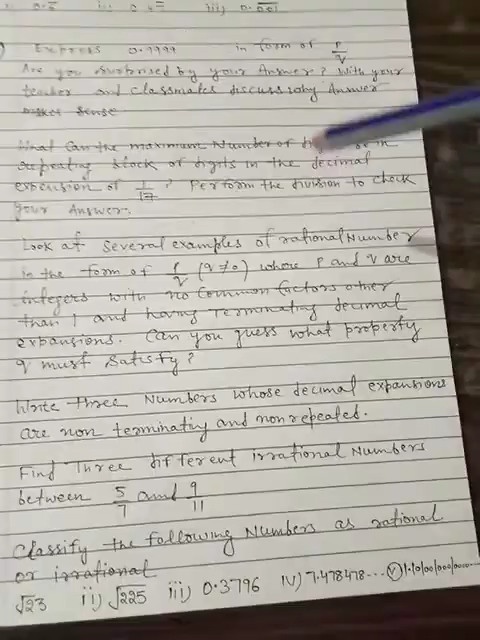 iii) 0.001
Express 0.9999 in form of p/q
Are you surprised by your Answer? With your
teacher and classmates discuss why Answer
makes sense
What can the maximum Number of be in
repeating block of digits in the decimal
expension of 1/17? Perform the division to check
your Answer.
Look at several examples of rational Number
in the form of p/q (q≠0) where p and q are
integers with no common factors other
than 1 and having terminating decimal
expansions. Can you guess what property
q must satisfy?
Write three Numbers whose decimal expansions
are non terminating and non repeated.
Find Three different irrational Numbers
between 5/7 and 9/11
Classify the following Numbers as rational
or irrational
√23 ii) √225 iii) 0.3796 iv) 7.478478... v)